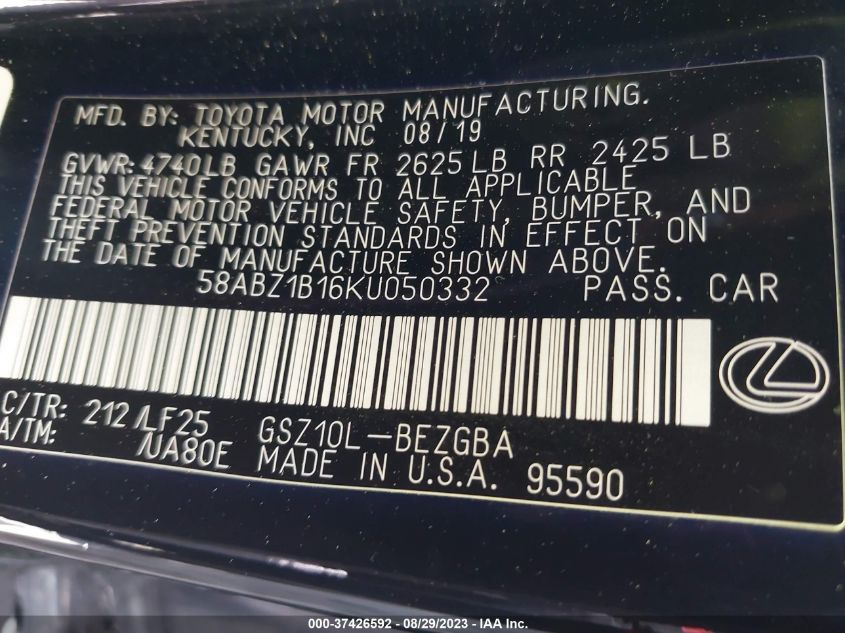 MFD. BY: TOYOTA MOTOR MANUFACTURING.
KENTUCKY, INC 08/19
GVWR: 4740LB GAWR FR 2625LB RR 2425 LB
THIS VEHICLE CONFORMS TO ALL APPLICABLE
FEDERAL MOTOR VEHICLE SAFETY, BUMPER, AND
THEFT PREVENTION STANDARDS IN EFFECT ON
THE DATE OF MANUFACTURE SHOWN ABOVE.
58ABZ1B16KU050332 PASS. CAR
C/TR: 212/LF25 GSZ10L-BEZGBA
A/TM: /UA80E MADE IN U.S.A. 95590
000-37426592 / 08/29/2023 - IAA Inc.